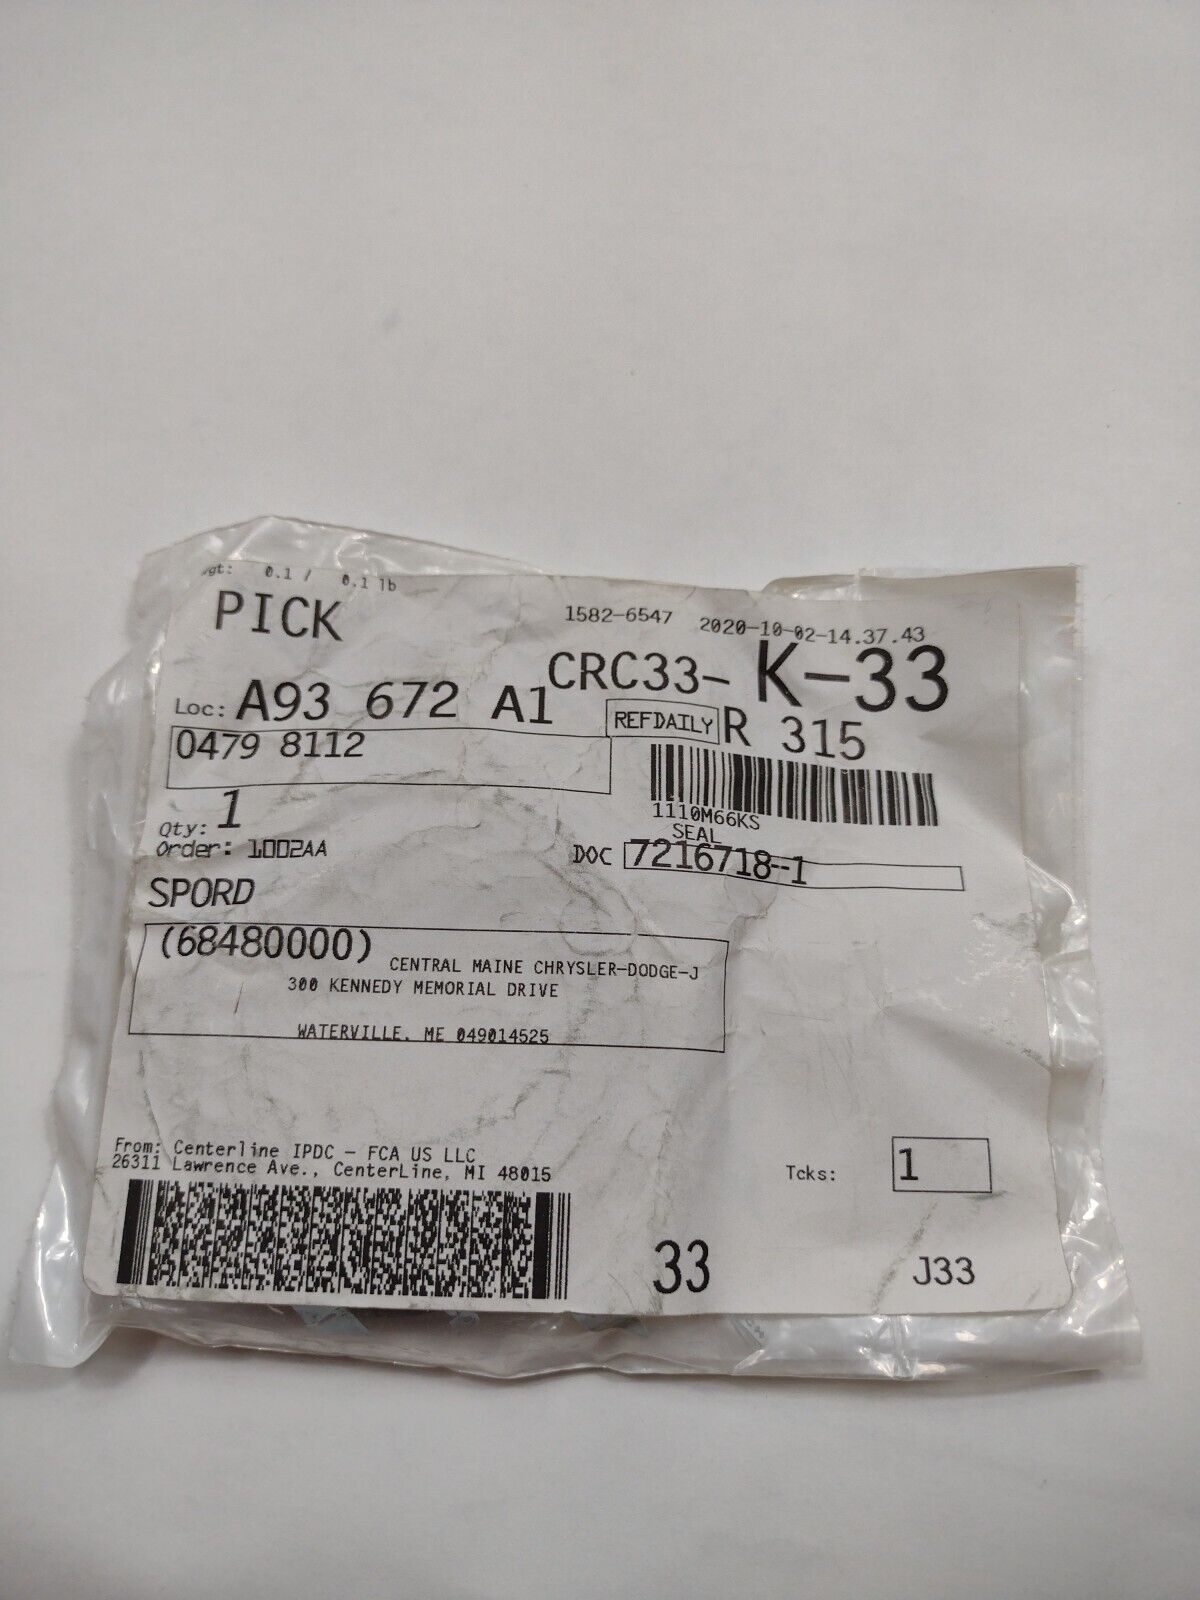 wgt: 0.1 / 0.1 lb
PICK
1582-6547 2020-10-02-14.37.43
CRC33- K-33
Loc: A93 672 A1
REFDAILY R 315
0479 8112
1110M66KS
SEAL
Qty: 1
Order: 1002AA
DOC 7216718--1
SPORD
(68480000)
CENTRAL MAINE CHRYSLER-DODGE-J
300 KENNEDY MEMORIAL DRIVE
WATERVILLE, ME 049014525
From: Centerline IPDC - FCA US LLC
26311 Lawrence Ave., CenterLine, MI 48015
Tcks: 1
33
J33